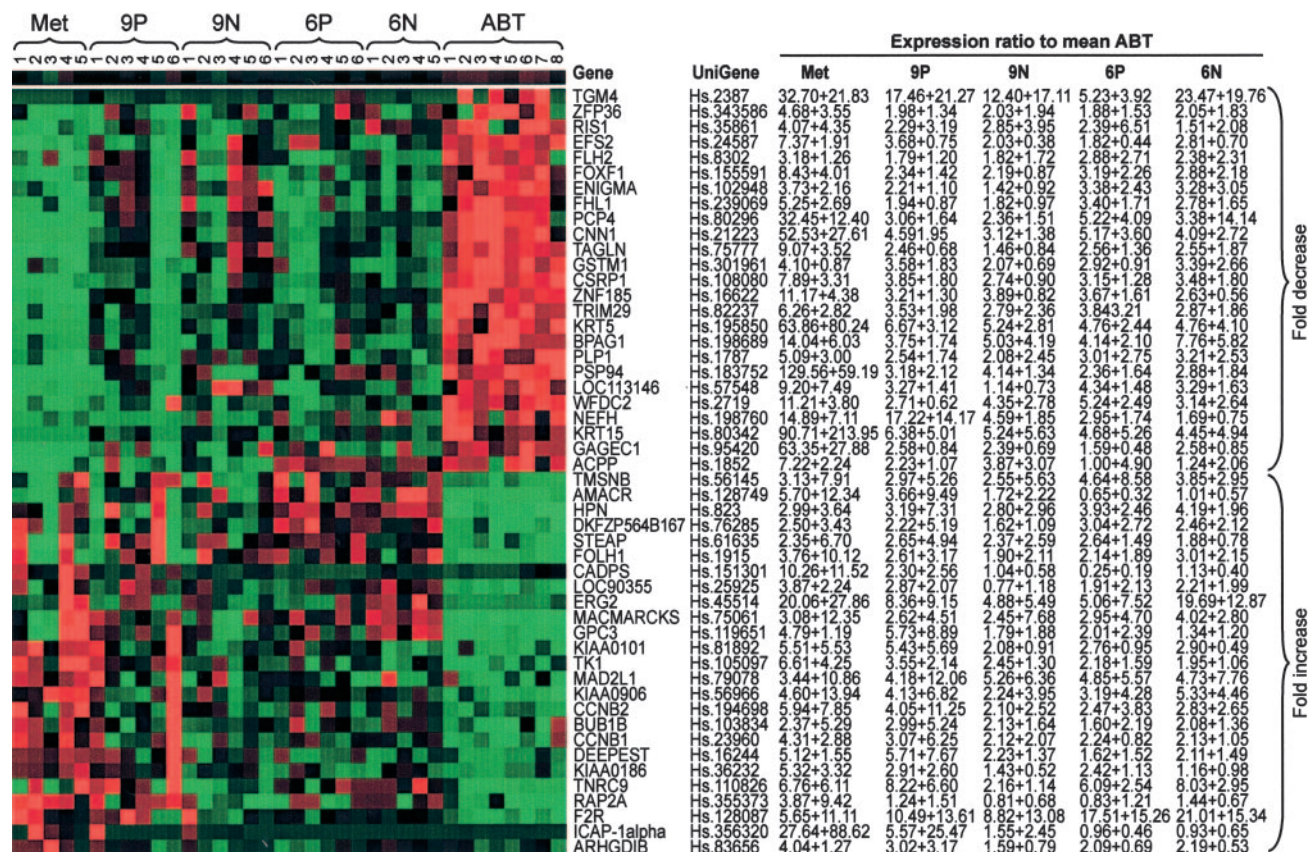 Met 9P 9N 6P 6N ABT
1 2 3 4 5 1 2 3 4 5 6 1 2 3 4 5 6 1 2 3 4 5 6 1 2 3 4 5 1 2 3 4 5 6 7 8
Expression ratio to mean ABT
Gene UniGene Met 9P 9N 6P 6N
TGM4 Hs.2387 32.70+21.83 17.46+21.27 12.40+17.11 5.23+3.92 23.47+19.76
ZFP36 Hs.343586 4.68+3.55 1.98+1.34 2.03+1.94 1.88+1.53 2.05+1.83
RIS1 Hs.35861 4.07+4.35 2.29+3.19 2.85+3.95 2.39+6.51 1.51+2.08
EFS2 Hs.24587 7.37+1.91 3.68+0.75 2.03+0.38 1.82+0.44 2.81+0.70
FLH2 Hs.8302 3.18+1.26 1.79+1.20 1.82+1.72 2.88+2.71 2.38+2.31
FOXF1 Hs.155591 8.43+4.01 2.34+1.42 2.19+0.87 3.19+2.26 2.88+2.18
ENIGMA Hs.102948 3.73+2.16 2.21+1.10 1.42+0.92 3.38+2.43 3.28+3.05
FHL1 Hs.239069 5.25+2.69 1.94+0.87 1.82+0.97 3.40+1.71 2.78+1.65
PCP4 Hs.80296 32.45+12.40 3.06+1.64 2.36+1.51 5.22+4.09 3.38+14.14
CNN1 Hs.21223 52.53+27.61 4.591.95 3.12+1.38 5.17+3.60 4.09+2.72
TAGLN Hs.75777 9.07+3.52 2.46+0.68 1.46+0.84 2.56+1.36 2.55+1.87
GSTM1 Hs.301961 4.10+0.87 3.58+1.83 2.07+0.69 2.92+0.91 3.39+2.66
CSRP1 Hs.108080 7.89+3.31 3.85+1.80 2.74+0.90 3.15+1.28 3.48+1.80
ZNF185 Hs.16622 11.17+4.38 3.21+1.30 3.89+0.82 3.67+1.61 2.63+0.56
TRIM29 Hs.82237 6.26+2.82 3.53+1.98 2.79+2.36 3.843.21 2.87+1.86
KRT5 Hs.195850 63.86+80.24 6.67+3.12 5.24+2.81 4.76+2.44 4.76+4.10
BPAG1 Hs.198689 14.04+6.03 3.75+1.74 5.03+4.19 4.14+2.10 7.76+5.82
PLP1 Hs.1787 5.09+3.00 2.54+1.74 2.08+2.45 3.01+2.75 3.21+2.53
PSP94 Hs.183752 129.56+59.19 3.18+2.12 4.14+1.34 2.36+1.64 2.88+1.84
LOC113146 Hs.57548 9.20+7.49 3.27+1.41 1.14+0.73 4.34+1.48 3.29+1.63
WFDC2 Hs.2719 11.21+3.80 2.71+0.62 4.35+2.78 5.24+2.49 3.14+2.64
NEFH Hs.198760 14.89+7.11 17.22+14.17 4.59+1.85 2.95+1.74 1.69+0.75
KRT15 Hs.80342 90.71+213.95 6.38+5.01 5.24+5.63 4.68+5.26 4.45+4.94
GAGEC1 Hs.95420 63.35+27.88 2.58+0.84 2.39+0.69 1.59+0.48 2.58+0.85
ACPP Hs.1852 7.22+2.24 2.23+1.07 3.87+3.07 1.00+4.90 1.24+2.06
Fold decrease
TMSNB Hs.56145 3.13+7.91 2.97+5.26 2.55+5.63 4.64+8.58 3.85+2.95
AMACR Hs.128749 5.70+12.34 3.66+9.49 1.72+2.22 0.65+0.32 1.01+0.57
HPN Hs.823 2.99+3.64 3.19+7.31 2.80+2.96 3.93+2.46 4.19+1.96
DKFZP564B167 Hs.76285 2.50+3.43 2.22+5.19 1.62+1.09 3.04+2.72 2.46+2.12
STEAP Hs.61635 2.35+6.70 2.65+4.94 2.37+2.59 2.64+1.49 1.88+0.78
FOLH1 Hs.1915 3.76+10.12 2.61+3.17 1.90+2.11 2.14+1.89 3.01+2.15
CADPS Hs.151301 10.26+11.52 2.30+2.56 1.04+0.58 0.25+0.19 1.13+0.40
LOC90355 Hs.25925 3.87+2.24 2.87+2.07 0.77+1.18 1.91+2.13 2.21+1.99
ERG2 Hs.45514 20.06+27.86 8.36+9.15 4.88+5.49 5.06+7.52 19.69+12.87
MACMARCKS Hs.75061 3.08+12.35 2.62+4.51 2.45+7.68 2.95+4.70 4.02+2.80
GPC3 Hs.119651 4.79+1.19 5.73+8.89 1.79+1.88 2.01+2.39 1.34+1.20
KIAA0101 Hs.81892 5.51+5.53 5.43+5.69 2.08+0.91 2.76+0.95 2.90+0.49
TK1 Hs.105097 6.61+4.25 3.55+2.14 2.45+1.30 2.18+1.59 1.95+1.06
MAD2L1 Hs.79078 3.44+10.86 4.18+12.06 5.26+6.36 4.85+5.57 4.73+7.76
KIAA0906 Hs.56966 4.60+13.94 4.13+6.82 2.24+3.95 3.19+4.28 5.33+4.46
CCNB2 Hs.194698 5.94+7.85 4.05+11.25 2.10+2.52 2.47+3.83 2.83+2.65
BUB1B Hs.103834 2.37+5.29 2.99+5.24 2.13+1.64 1.60+2.19 2.08+1.36
CCNB1 Hs.23960 4.31+2.88 3.07+6.25 2.12+2.07 2.24+0.82 2.13+1.05
DEEPEST Hs.16244 5.12+1.55 5.71+7.67 2.23+1.37 1.62+1.52 2.11+1.49
KIAA0186 Hs.36232 5.32+3.32 2.91+2.60 1.43+0.52 2.42+1.13 1.16+0.98
TNRC9 Hs.110826 6.76+6.11 8.22+6.60 2.16+1.14 6.09+2.54 8.03+2.95
RAP2A Hs.355373 3.87+9.42 1.24+1.51 0.81+0.68 0.83+1.21 1.44+0.67
F2R Hs.128087 5.65+11.11 10.49+13.61 8.82+13.08 17.51+15.26 21.01+15.34
ICAP-1alpha Hs.356320 27.64+88.62 5.57+25.47 1.55+2.45 0.96+0.46 0.93+0.65
ARHGDIB Hs.83656 4.04+1.27 3.02+3.17 1.59+0.79 2.09+0.69 2.19+0.53
Fold increase